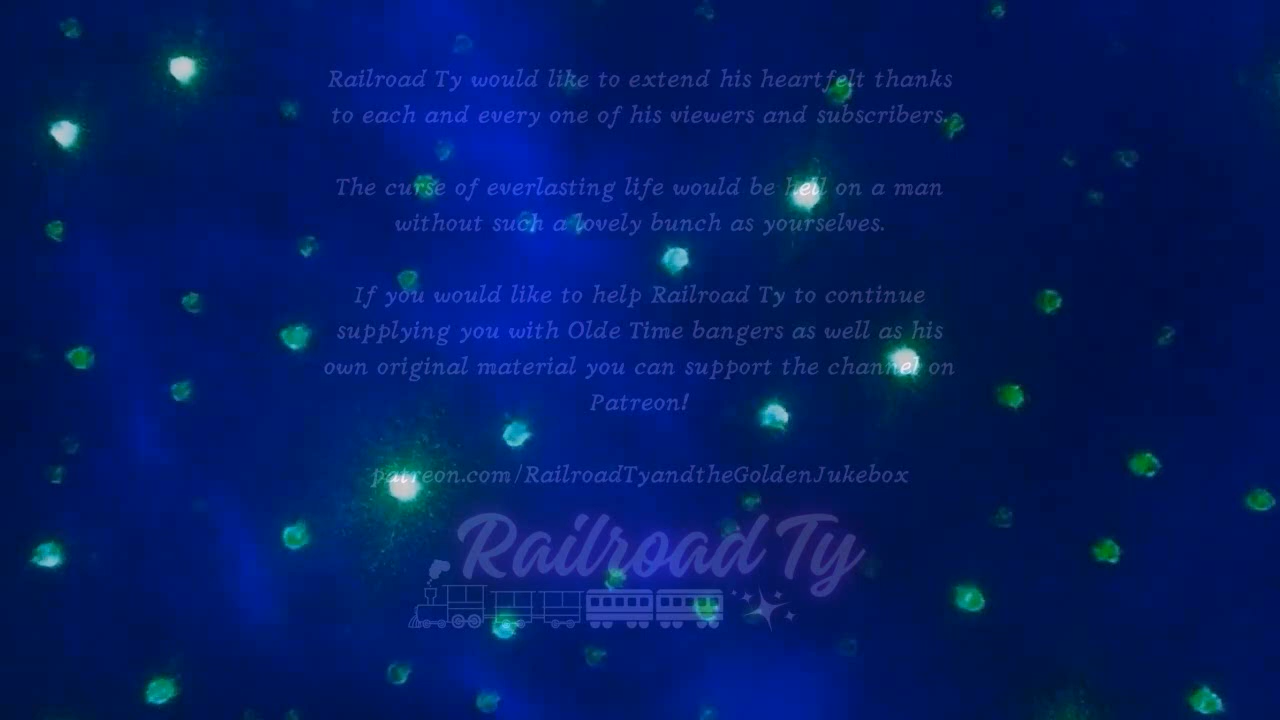 Railroad Ty would like to extend his heartfelt thanks
to each and every one of his viewers and subscribers.
The curse of everlasting life would be hell on a man
without such a lovely bunch as yourselves.
If you would like to help Railroad Ty to continue
supplying you with Olde Time bangers as well as his
own original material you can support the channel on
Patreon!
patreon.com/RailroadTyandtheGoldenJukebox
Railroad Ty